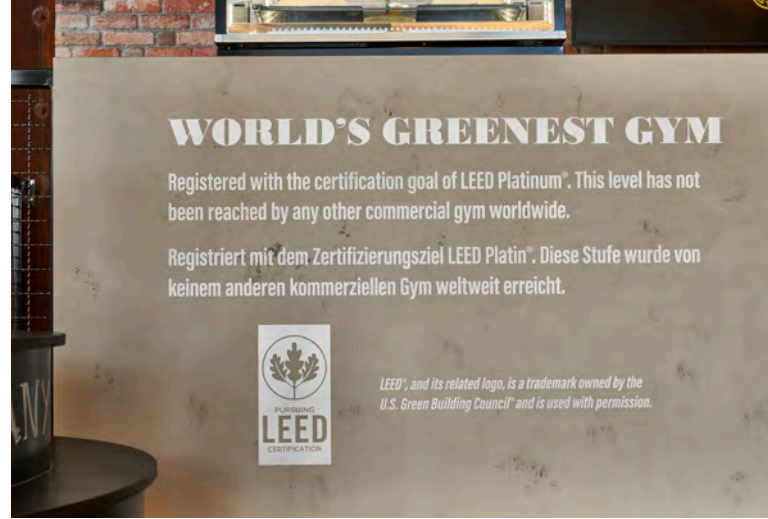 WORLD'S GREENEST GYM
Registered with the certification goal of LEED Platinum®. This level has not
been reached by any other commercial gym worldwide.
Registriert mit dem Zertifizierungsziel LEED Platin®. Diese Stufe wurde von
keinem anderen kommerziellen Gym weltweit erreicht.
PURSUING
LEED
CERTIFICATION
LEED®, and its related logo, is a trademark owned by the
U.S. Green Building Council® and is used with permission.